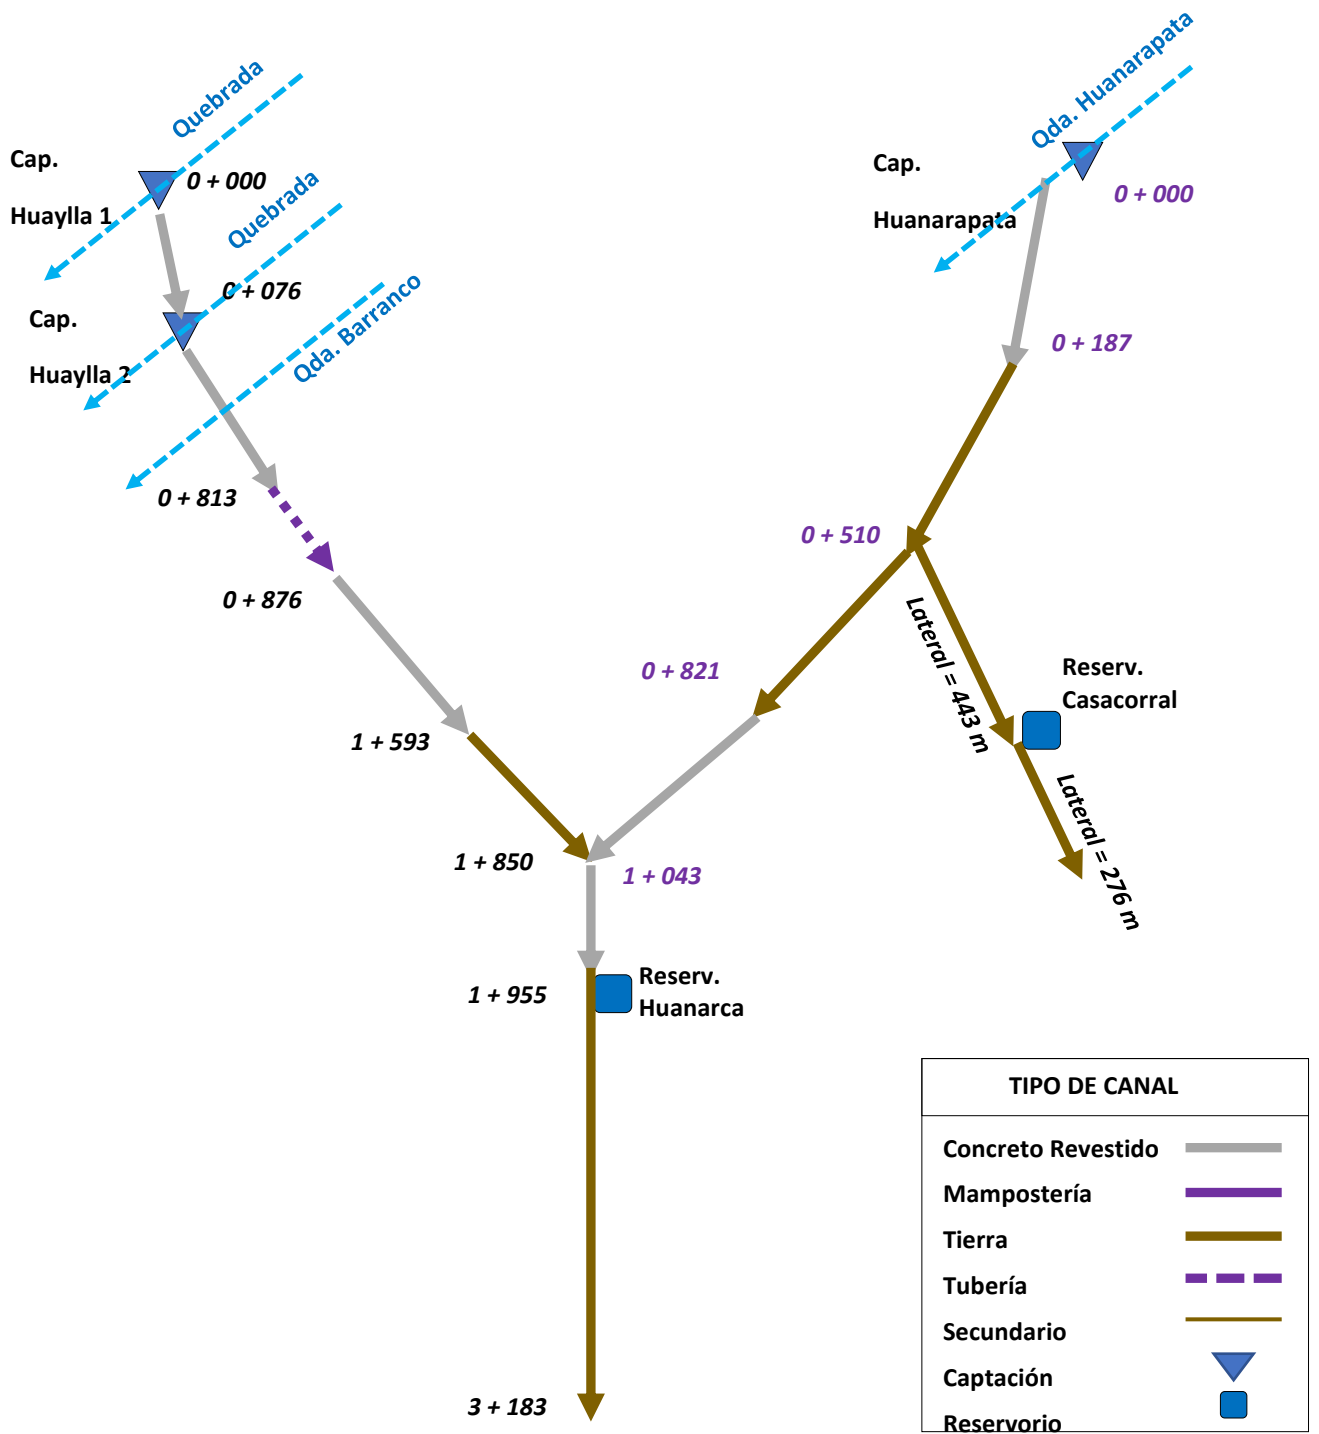 Quebrada
Cap.
Huaylla 1
0 + 000
Quebrada
0 + 076
Cap.
Huaylla 2
Qda. Barranco
0 + 813
0 + 876
1 + 593
1 + 850
1 + 955
Reserv.
Huanarca
3 + 183
Qda. Huanarapata
Cap.
Huanarapata
0 + 000
0 + 187
0 + 510
0 + 821
1 + 043
Lateral = 443 m
Reserv.
Casacorral
Lateral = 276 m
TIPO DE CANAL
Concreto Revestido
Mampostería
Tierra
Tubería
Secundario
Captación
Reservorio